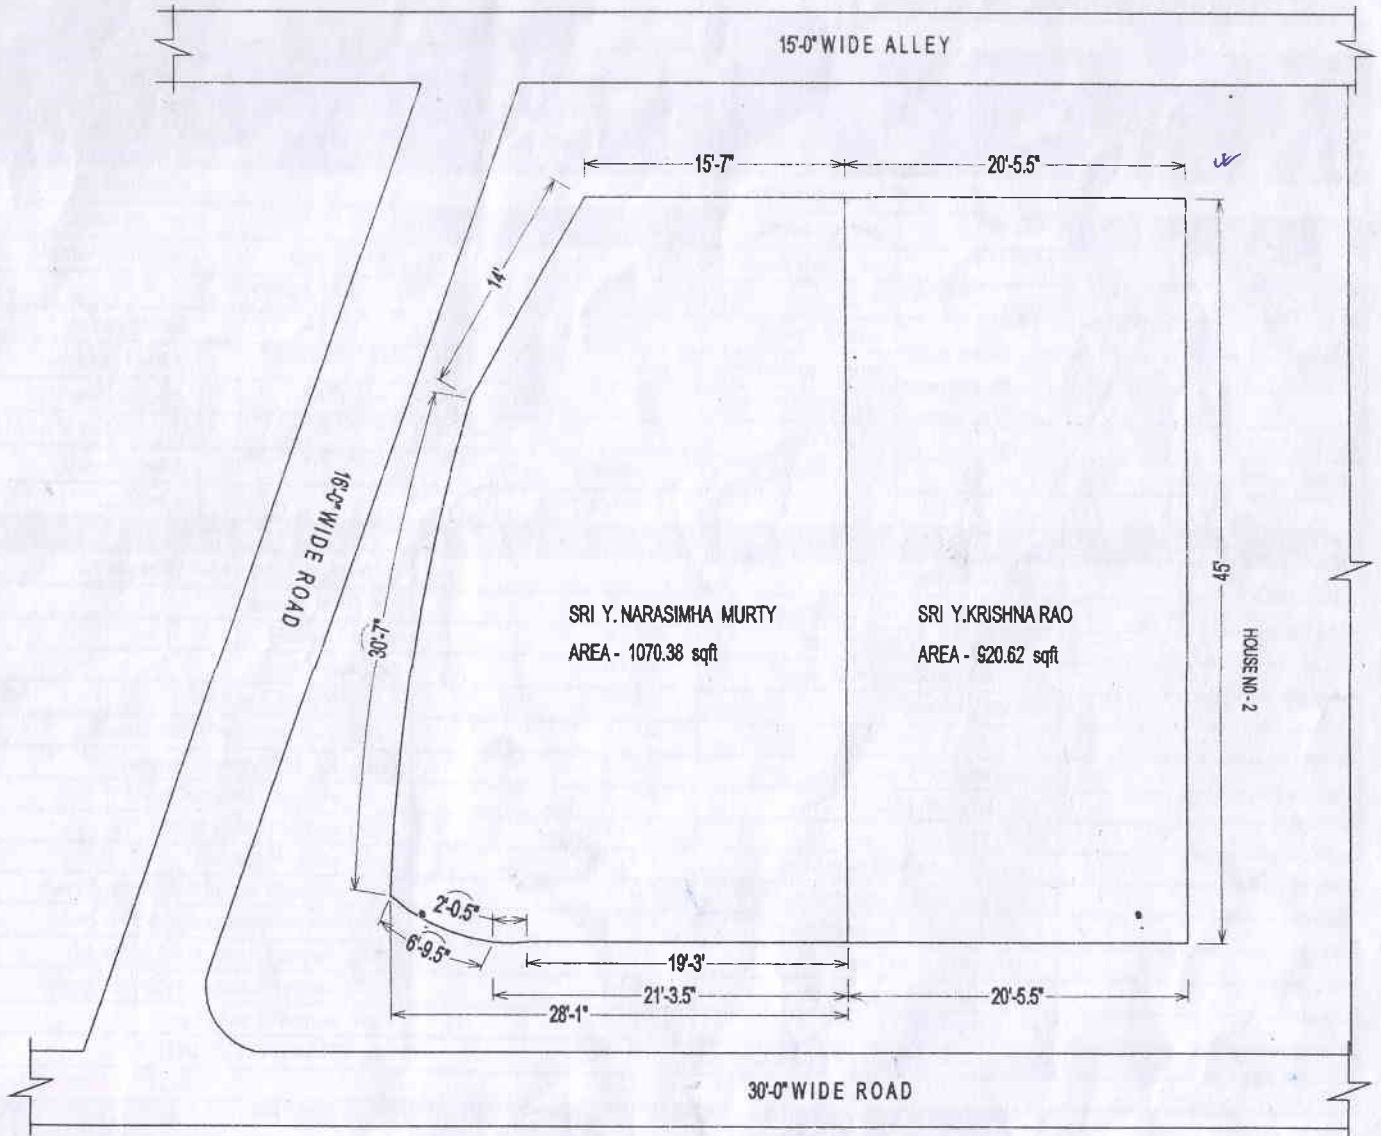 15'-0" WIDE ALLEY
15'-7"
20'-5.5"
14'
16'-0" WIDE ROAD
30'-7"
SRI Y. NARASIMHA MURTY
AREA - 1070.38 sqft
SRI Y.KRISHNA RAO
AREA - 920.62 sqft
45'
HOUSE NO - 2
2'-0.5"
6'-9.5"
19'-3'
21'-3.5"
20'-5.5"
28'-1"
30'-0" WIDE ROAD